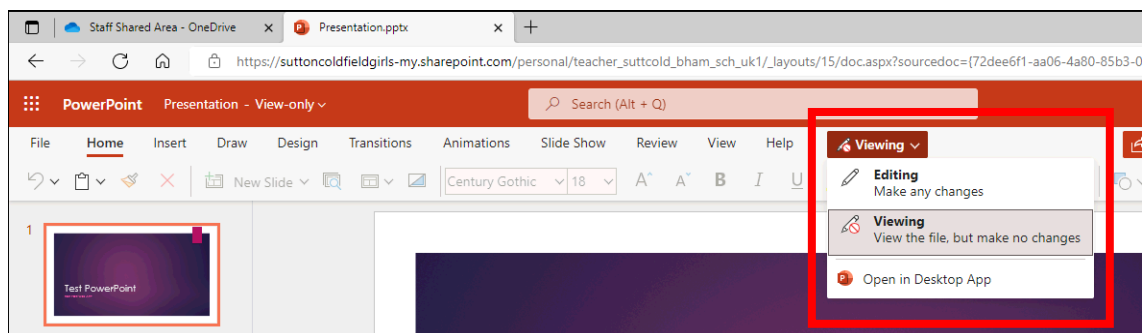 Staff Shared Area - OneDrive
Presentation.pptx
https://suttoncoldfieldgirls-my.sharepoint.com/personal/teacher_suttcold_bham_sch_uk1/_layouts/15/doc.aspx?sourcedoc={72dee6f1-aa06-4a80-85b3-0
PowerPoint Presentation - View-only Search (Alt + Q)
File Home Insert Draw Design Transitions Animations Slide Show Review View Help Viewing
New Slide Century Gothic 18 A A B I U
Editing
Make any changes
Viewing
View the file, but make no changes
Open in Desktop App
1
Test PowerPoint